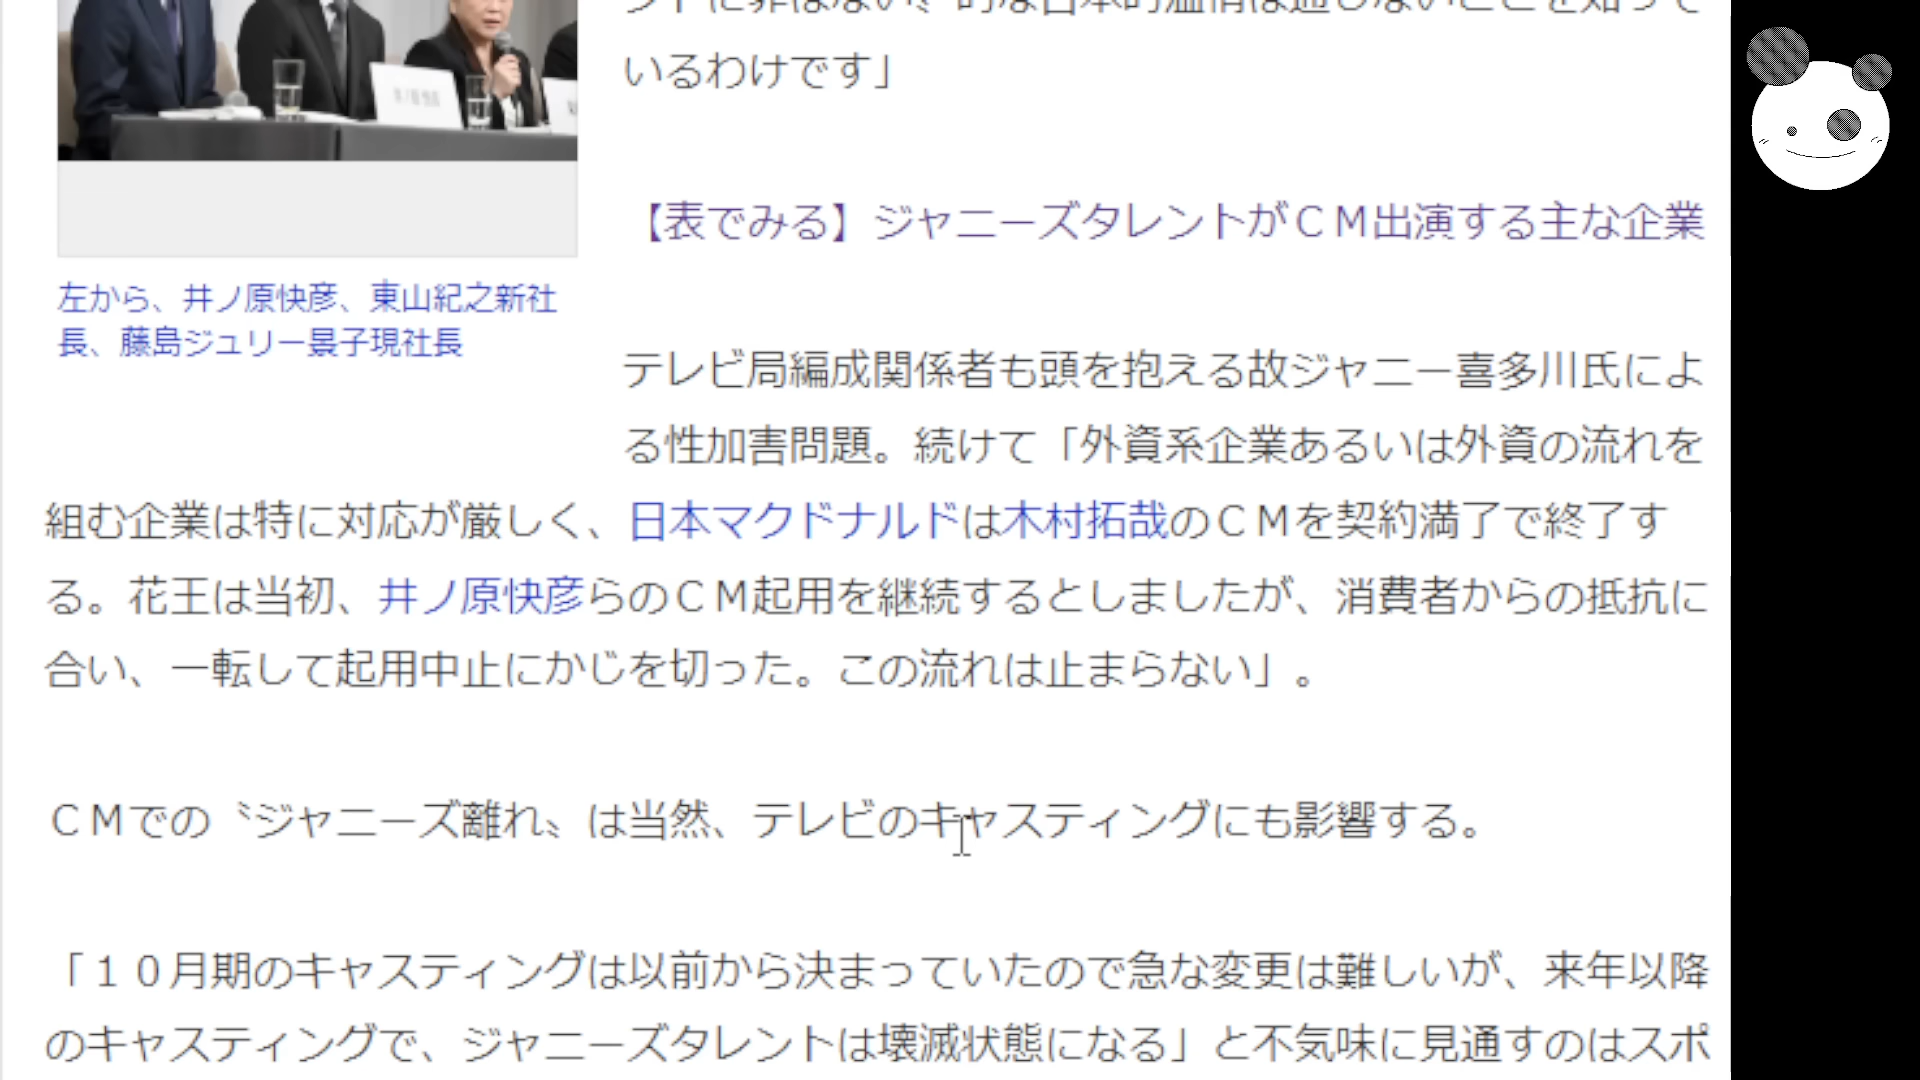 いるわけです」
【表でみる】ジャニーズタレントがＣＭ出演する主な企業
左から、井ノ原快彦、東山紀之新社
長、藤島ジュリー景子現社長
テレビ局編成関係者も頭を抱える故ジャニー喜多川氏によ
る性加害問題。続けて「外資系企業あるいは外資の流れを
組む企業は特に対応が厳しく、日本マクドナルドは木村拓哉のＣＭを契約満了で終了す
る。花王は当初、井ノ原快彦らのＣＭ起用を継続するとしましたが、消費者からの抵抗に
合い、一転して起用中止にかじを切った。この流れは止まらない」。
ＣＭでの〝ジャニーズ離れ〟は当然、テレビのキャスティングにも影響する。
「１０月期のキャスティングは以前から決まっていたので急な変更は難しいが、来年以降
のキャスティングで、ジャニーズタレントは壊滅状態になる」と不気味に見通すのはスポ